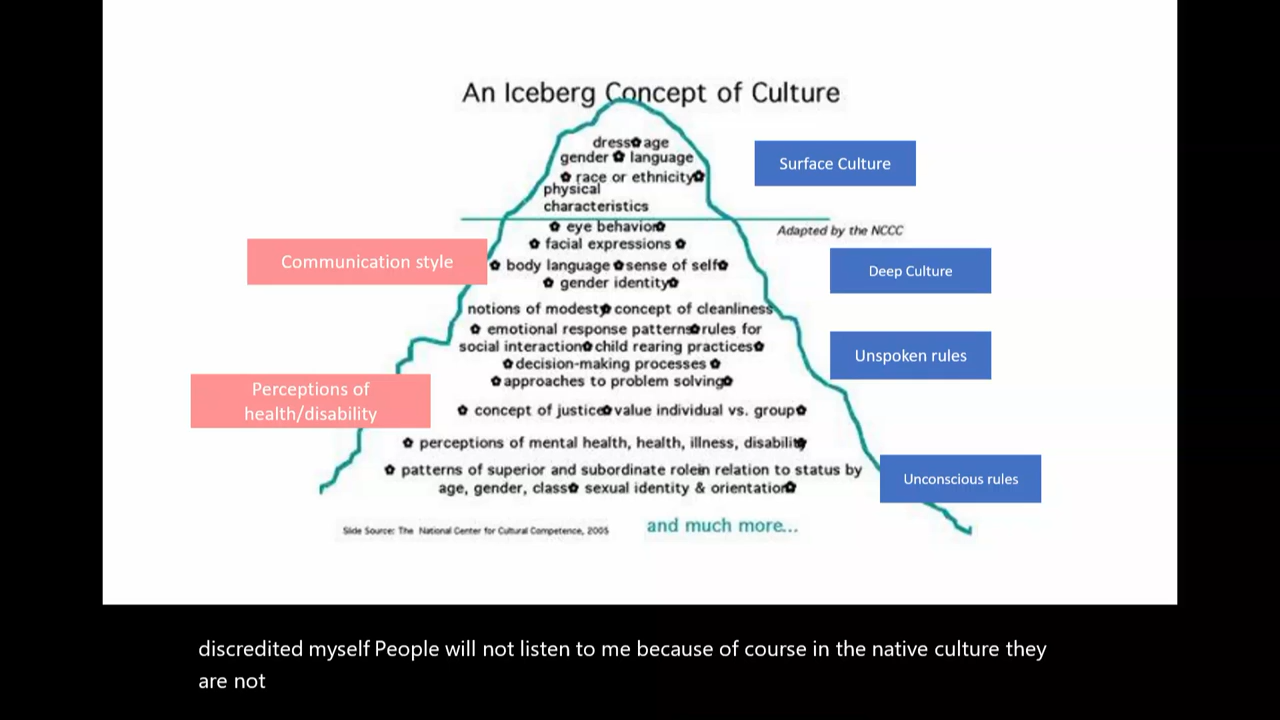 An Iceberg Concept of Culture
dress age
gender language
race or ethnicity
physical
characteristics
Surface Culture
eye behavior
Adapted by the NCCC
facial expressions
Communication style
body language sense of self
Deep Culture
gender identity
notions of modesty concept of cleanliness
emotional response patterns rules for
social interaction child rearing practices
Unspoken rules
decision-making processes
approaches to problem solving
Perceptions of
health/disability
concept of justice value individual vs. group
perceptions of mental health, health, illness, disability
patterns of superior and subordinate role in relation to status by
age, gender, class sexual identity & orientation
Unconscious rules
and much more...
Slide Source: The National Center for Cultural Competence, 2005
discredited myself People will not listen to me because of course in the native culture they
are not